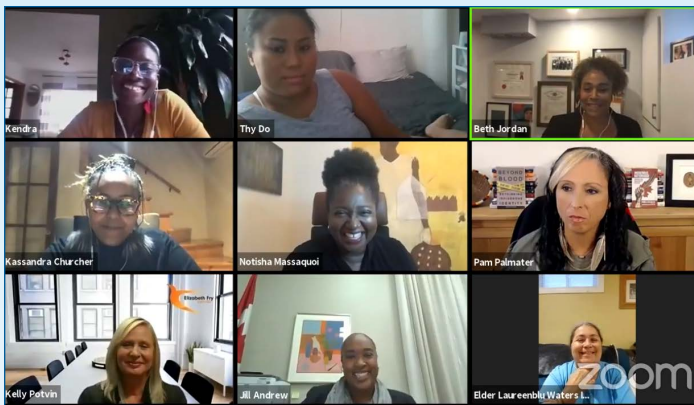 Kendra
Thy Do
Beth Jordan
BEYOND
BLOOD
Kassandra Churcher
Notisha Massaquoi
Pam Palmater
Elizabeth Fry
Kelly Potvin
Jill Andrew
Elder Laureenblu Waters I...
zoom